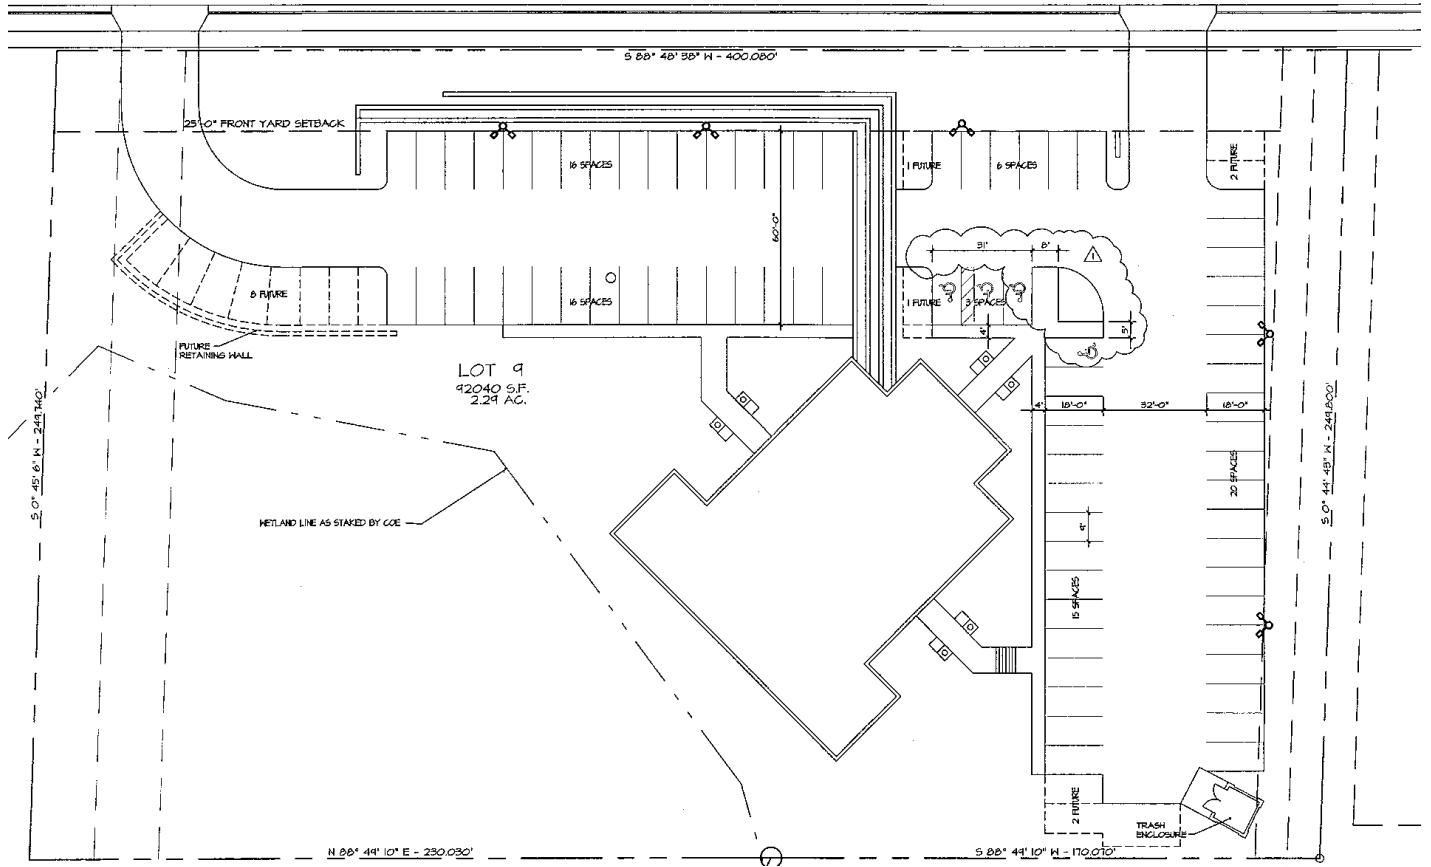 S 88° 48' 38" W - 400.080'
25'-0" FRONT YARD SETBACK
16 SPACES
1 FUTURE
6 SPACES
2 FUTURE
60'-0"
31'
8'
1
8 FUTURE
16 SPACES
1 FUTURE
3 SPACES
4'
5'
FUTURE
RETAINING WALL
LOT 9
92040 S.F.
2.29 AC.
4'
18'-0"
32'-0"
18'-0"
S 0° 45' 6" W - 249.740'
S 0° 44' 43" W - 249.800'
20 SPACES
WETLAND LINE AS STAKED BY COE
9'
15 SPACES
2 FUTURE
TRASH
ENCLOSURE
N 88° 49' 10" E - 230.030'
S 88° 49' 10" W - 170.070'